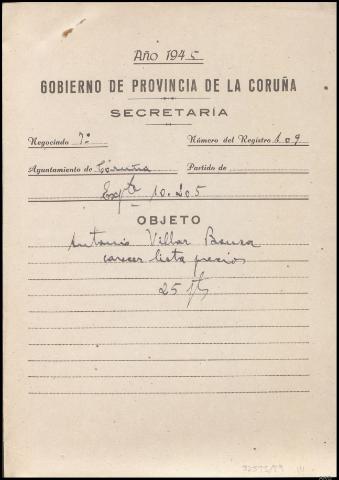 Año 1945
GOBIERNO DE PROVINCIA DE LA CORUÑA
SECRETARÍA
Negociado 7º Número del Registro 609
Ayuntamiento de Coruña Partido de
Expte 10.205
OBJETO
Antonio Villar Bouza
carecer lista precios
25 pts